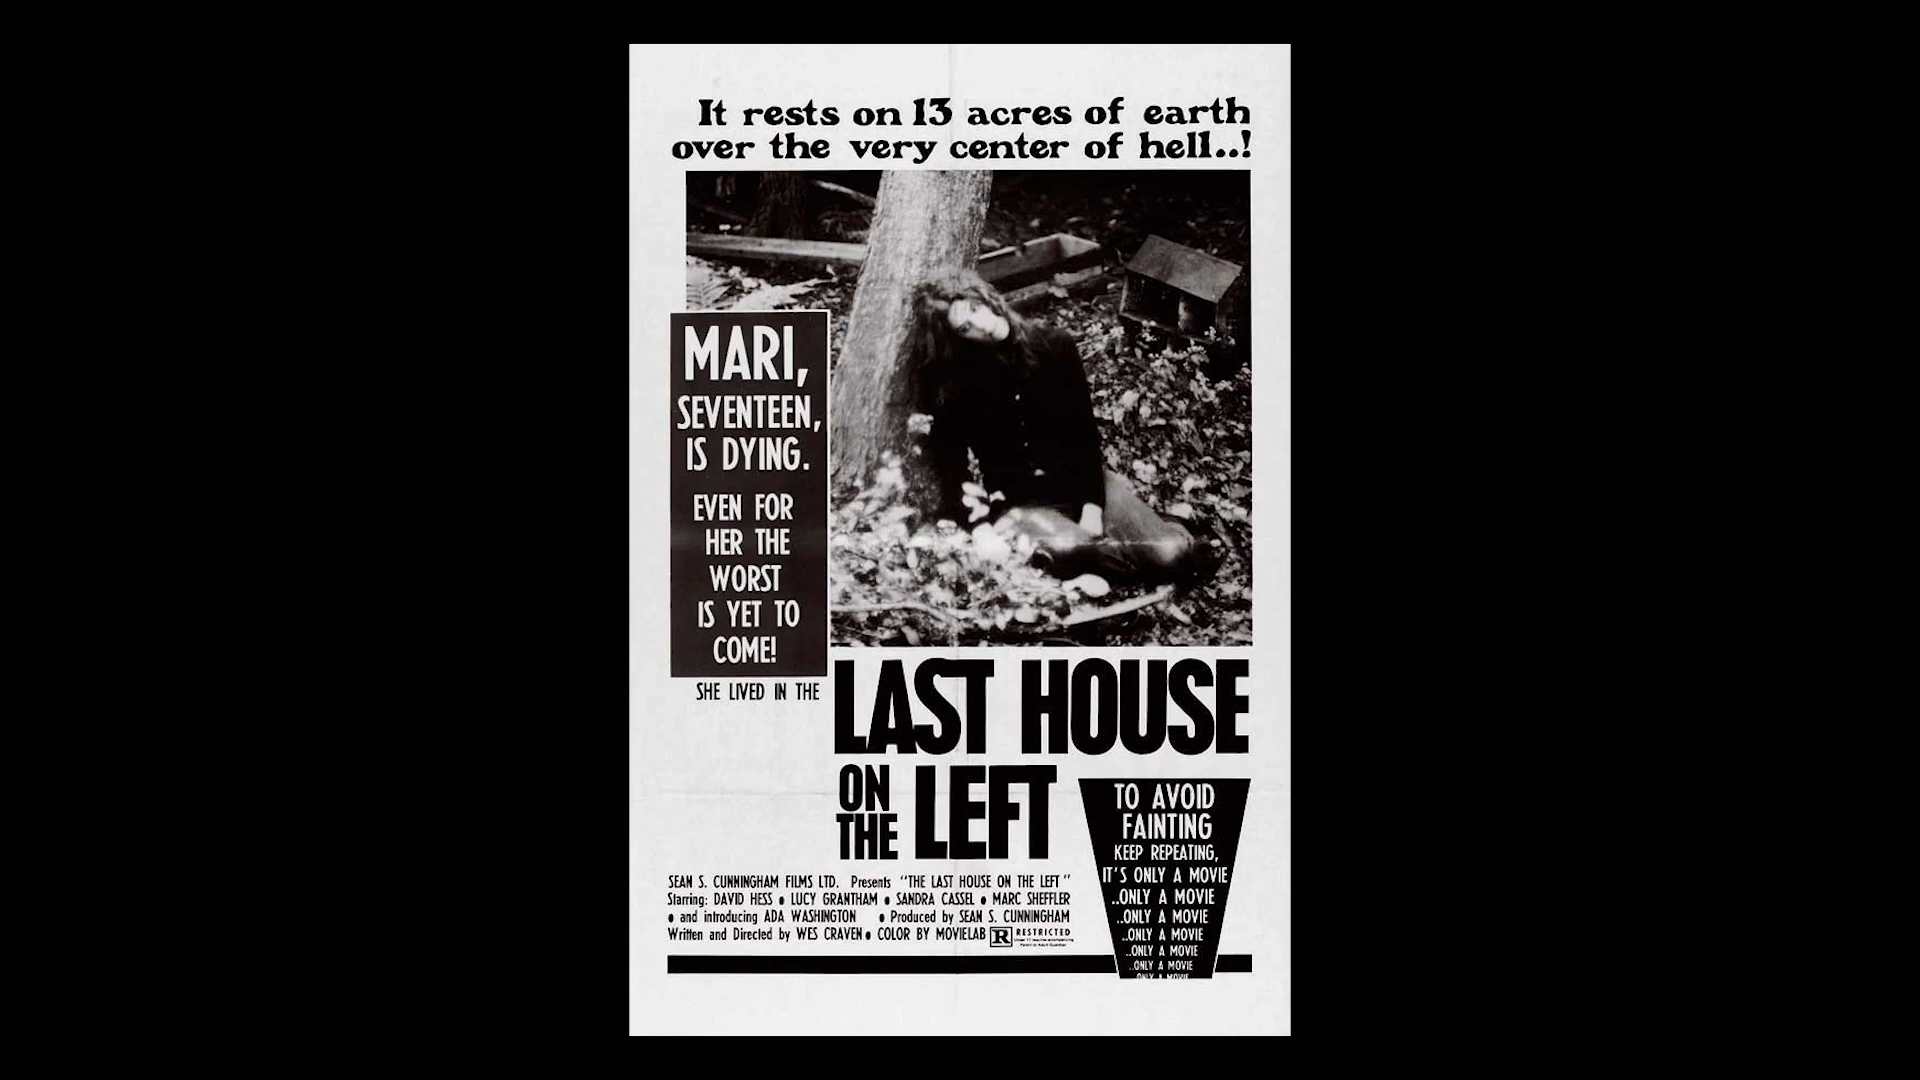 It rests on 13 acres of earth
over the very center of hell..!
MARI,
SEVENTEEN,
IS DYING.
EVEN FOR
HER THE
WORST
IS YET TO
COME!
SHE LIVED IN THE
LAST HOUSE
ON
THE
LEFT
TO AVOID
FAINTING
KEEP REPEATING,
IT'S ONLY A MOVIE
..ONLY A MOVIE
..ONLY A MOVIE
..ONLY A MOVIE
..ONLY A MOVIE
..ONLY A MOVIE
ONLY A MOVIE
SEAN S. CUNNINGHAM FILMS LTD. Presents "THE LAST HOUSE ON THE LEFT"
Starring: DAVID HESS • LUCY GRANTHAM • SANDRA CASSEL • MARC SHEFFLER
• and introducing ADA WASHINGTON • Produced by SEAN S. CUNNINGHAM
Written and Directed by WES CRAVEN • COLOR BY MOVIELAB R RESTRICTED